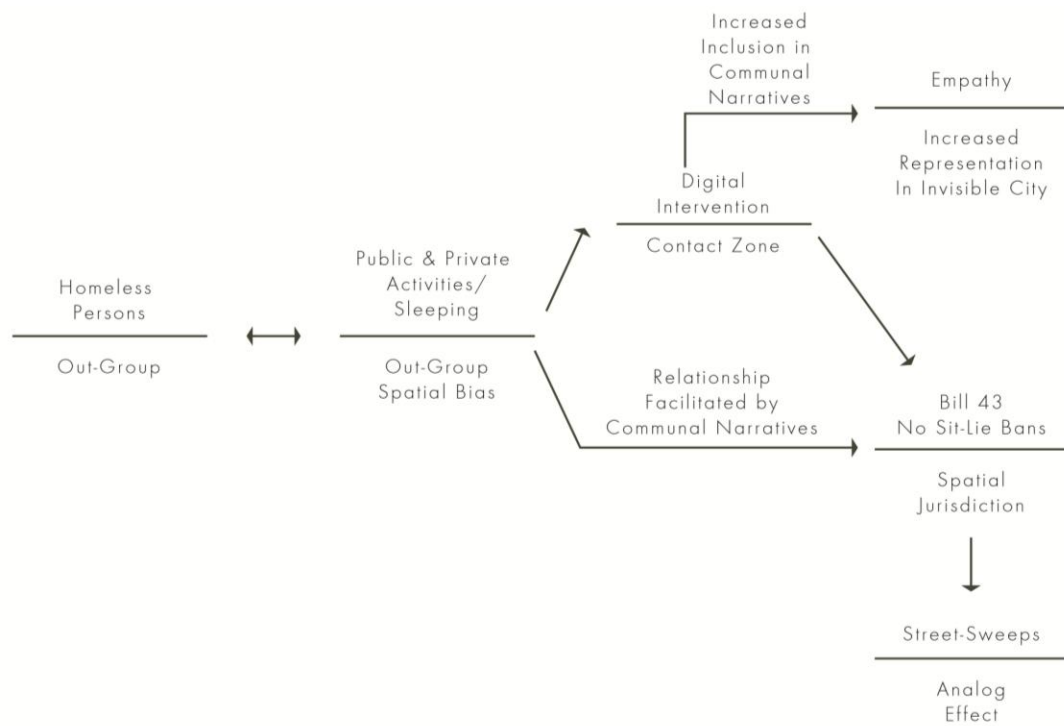 Increased
Inclusion in
Communal
Narratives
Empathy
Increased
Representation
In Invisible City
Digital
Intervention
Contact Zone
Public & Private
Activities/
Sleeping
Out-Group
Spatial Bias
Homeless
Persons
Out-Group
Relationship
Facilitated by
Communal Narratives
Bill 43
No Sit-Lie Bans
Spatial
Jurisdiction
Street-Sweeps
Analog
Effect